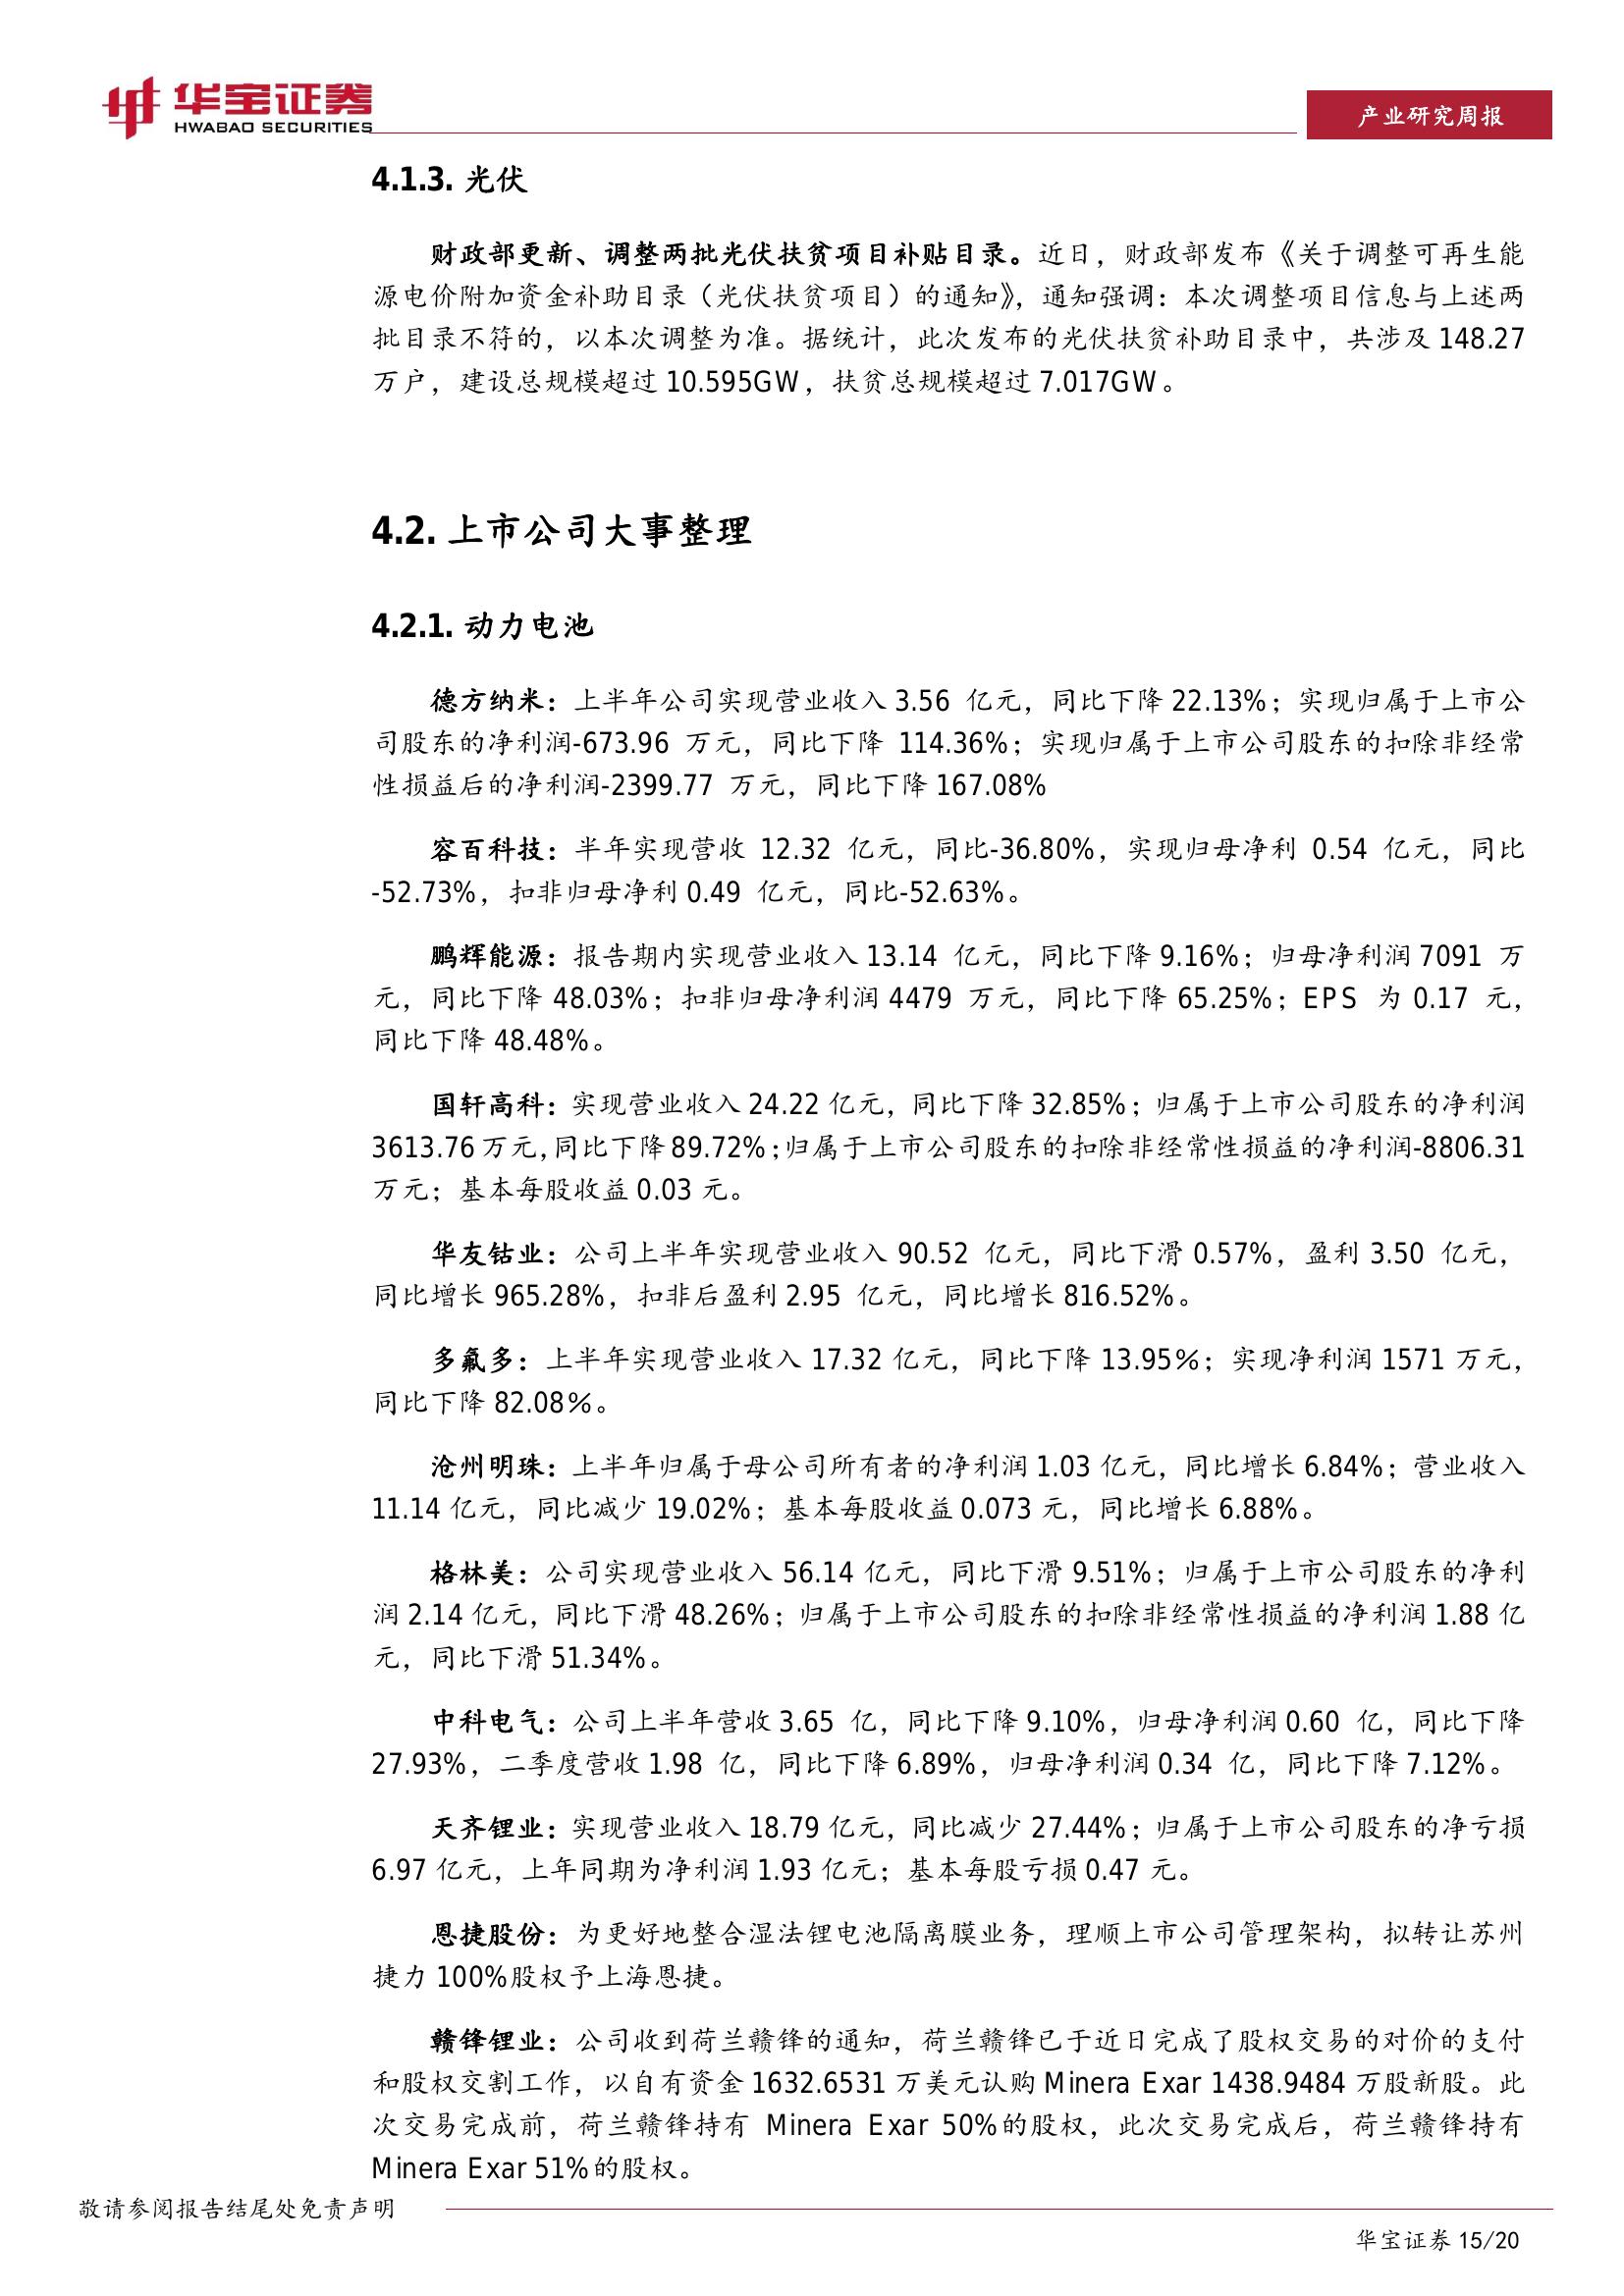 华宝证券
HWABAO SECURITIES
产业研究周报
4.1.3. 光伏
财政部更新、调整两批光伏扶贫项目补贴目录。近日，财政部发布《关于调整可再生能
源电价附加资金补助目录（光伏扶贫项目）的通知》，通知强调：本次调整项目信息与上述两
批目录不符的，以本次调整为准。据统计，此次发布的光伏扶贫补助目录中，共涉及 148.27
万户，建设总规模超过 10.595GW，扶贫总规模超过 7.017GW。
4.2. 上市公司大事整理
4.2.1. 动力电池
德方纳米：上半年公司实现营业收入 3.56 亿元，同比下降 22.13%；实现归属于上市公
司股东的净利润-673.96 万元，同比下降 114.36%；实现归属于上市公司股东的扣除非经常
性损益后的净利润-2399.77 万元，同比下降 167.08%
容百科技：半年实现营收 12.32 亿元，同比-36.80%，实现归母净利 0.54 亿元，同比
-52.73%，扣非归母净利 0.49 亿元，同比-52.63%。
鹏辉能源：报告期内实现营业收入 13.14 亿元，同比下降 9.16%；归母净利润 7091 万
元，同比下降 48.03%；扣非归母净利润 4479 万元，同比下降 65.25%；EPS 为 0.17 元，
同比下降 48.48%。
国轩高科：实现营业收入 24.22 亿元，同比下降 32.85%；归属于上市公司股东的净利润
3613.76 万元，同比下降 89.72%；归属于上市公司股东的扣除非经常性损益的净利润-8806.31
万元；基本每股收益 0.03 元。
华友钴业：公司上半年实现营业收入 90.52 亿元，同比下滑 0.57%，盈利 3.50 亿元，
同比增长 965.28%，扣非后盈利 2.95 亿元，同比增长 816.52%。
多氟多：上半年实现营业收入 17.32 亿元，同比下降 13.95％；实现净利润 1571 万元，
同比下降 82.08％。
沧州明珠：上半年归属于母公司所有者的净利润 1.03 亿元，同比增长 6.84%；营业收入
11.14 亿元，同比减少 19.02%；基本每股收益 0.073 元，同比增长 6.88%。
格林美：公司实现营业收入 56.14 亿元，同比下滑 9.51%；归属于上市公司股东的净利
润 2.14 亿元，同比下滑 48.26%；归属于上市公司股东的扣除非经常性损益的净利润 1.88 亿
元，同比下滑 51.34%。
中科电气：公司上半年营收 3.65 亿，同比下降 9.10%，归母净利润 0.60 亿，同比下降
27.93%，二季度营收 1.98 亿，同比下降 6.89%，归母净利润 0.34 亿，同比下降 7.12%。
天齐锂业：实现营业收入 18.79 亿元，同比减少 27.44%；归属于上市公司股东的净亏损
6.97 亿元，上年同期为净利润 1.93 亿元；基本每股亏损 0.47 元。
恩捷股份：为更好地整合湿法锂电池隔离膜业务，理顺上市公司管理架构，拟转让苏州
捷力 100%股权予上海恩捷。
赣锋锂业：公司收到荷兰赣锋的通知，荷兰赣锋已于近日完成了股权交易的对价的支付
和股权交割工作，以自有资金 1632.6531 万美元认购 Minera Exar 1438.9484 万股新股。此
次交易完成前，荷兰赣锋持有 Minera Exar 50%的股权，此次交易完成后，荷兰赣锋持有
Minera Exar 51%的股权。
敬请参阅报告结尾处免责声明
华宝证券 15/20